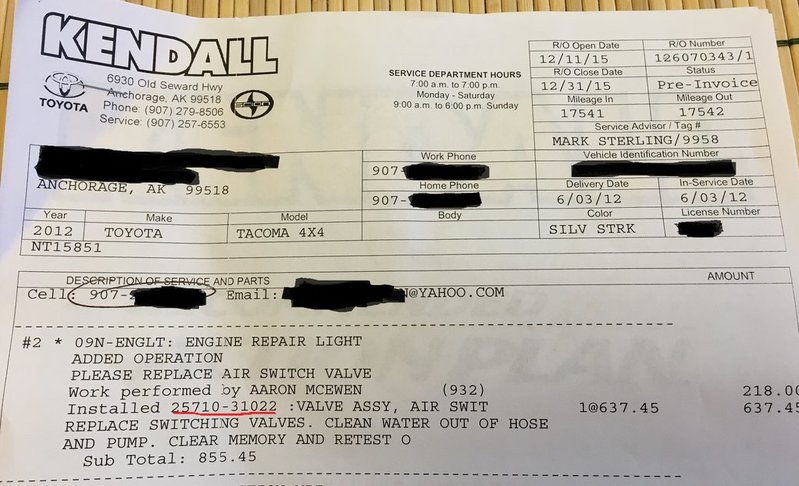 KENDALL
TOYOTA
6930 Old Seward Hwy
Anchorage, AK 99518
Phone: (907) 279-8506
Service: (907) 257-6553
SCION
SERVICE DEPARTMENT HOURS
7:00 a.m. to 7:00 p.m.
Monday - Saturday
9:00 a.m. to 6:00 p.m. Sunday
R/O Open Date R/O Number
12/11/15 126070343/1
R/O Close Date Status
12/31/15 Pre-Invoice
Mileage In Mileage Out
17541 17542
Service Advisor / Tag #
MARK STERLING/9958
Work Phone Vehicle Identification Number
907-
ANCHORAGE, AK 99518
Home Phone Delivery Date In-Service Date
907- 6/03/12 6/03/12
Year Make Model Body Color License Number
2012 TOYOTA TACOMA 4X4 SILV STRK
NT15851
DESCRIPTION OF SERVICE AND PARTS AMOUNT
Cell: 907- Email: N@YAHOO.COM
#2 * 09N-ENGLT: ENGINE REPAIR LIGHT
ADDED OPERATION
PLEASE REPLACE AIR SWITCH VALVE
Work performed by AARON MCEWEN (932) 218.00
Installed 25710-31022 :VALVE ASSY, AIR SWIT 1@637.45 637.45
REPLACE SWITCHING VALVES. CLEAN WATER OUT OF HOSE
AND PUMP. CLEAR MEMORY AND RETEST O
Sub Total: 855.45